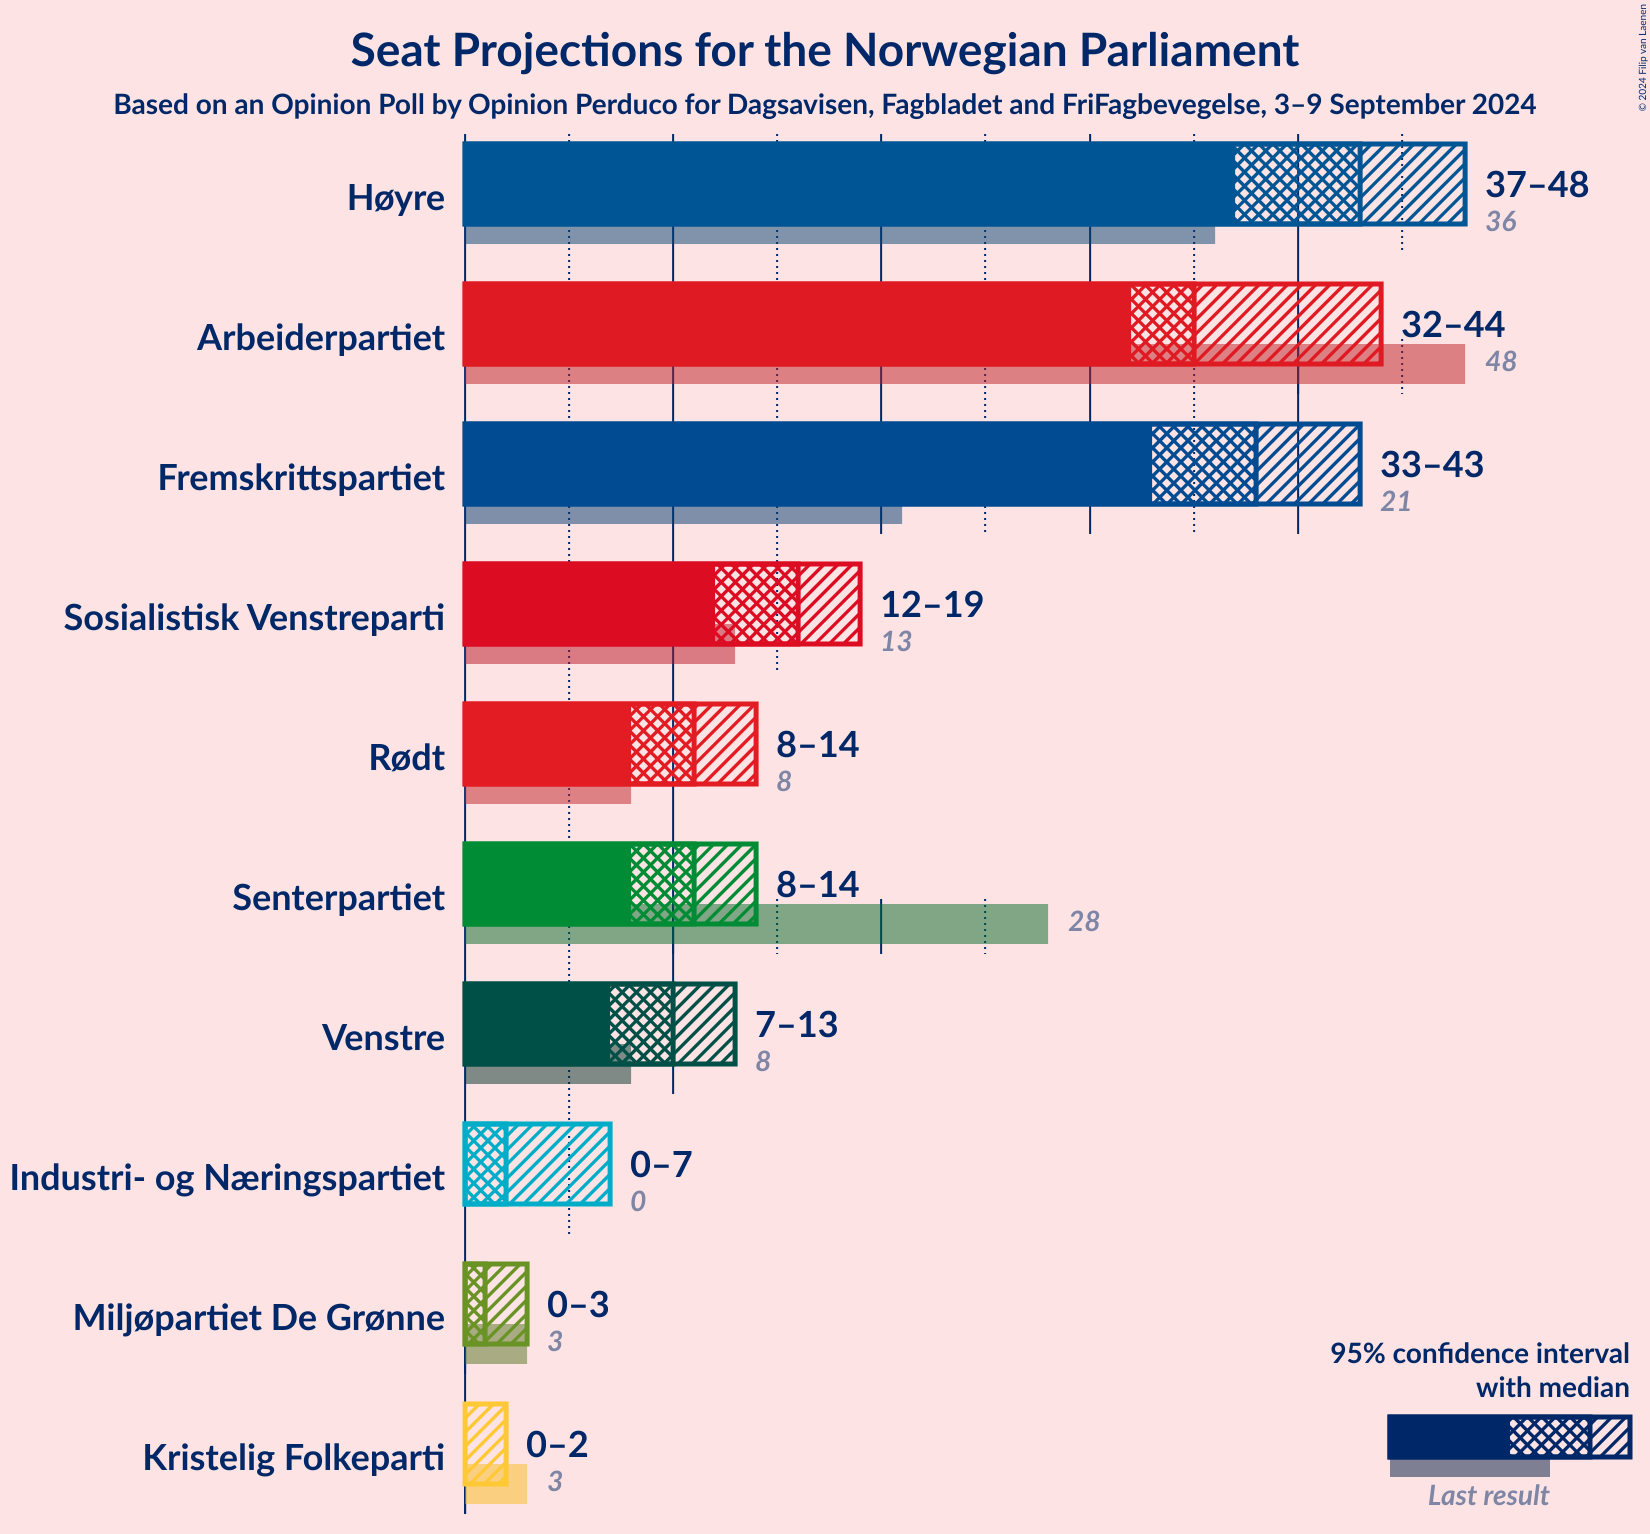 Seat Projections for the Norwegian Parliament
Based on an Opinion Poll by Opinion Perduco for Dagsavisen, Fagbladet and FriFagbevegelse, 3–9 September 2024
© 2024 Filip van Laenen
Høyre
37–48
36
Arbeiderpartiet
32–44
48
Fremskrittspartiet
33–43
21
Sosialistisk Venstreparti
12–19
13
Rødt
8–14
8
Senterpartiet
8–14
28
Venstre
7–13
8
Industri- og Næringspartiet
0–7
0
Miljøpartiet De Grønne
0–3
3
Kristelig Folkeparti
0–2
3
95% confidence interval
with median
Last result